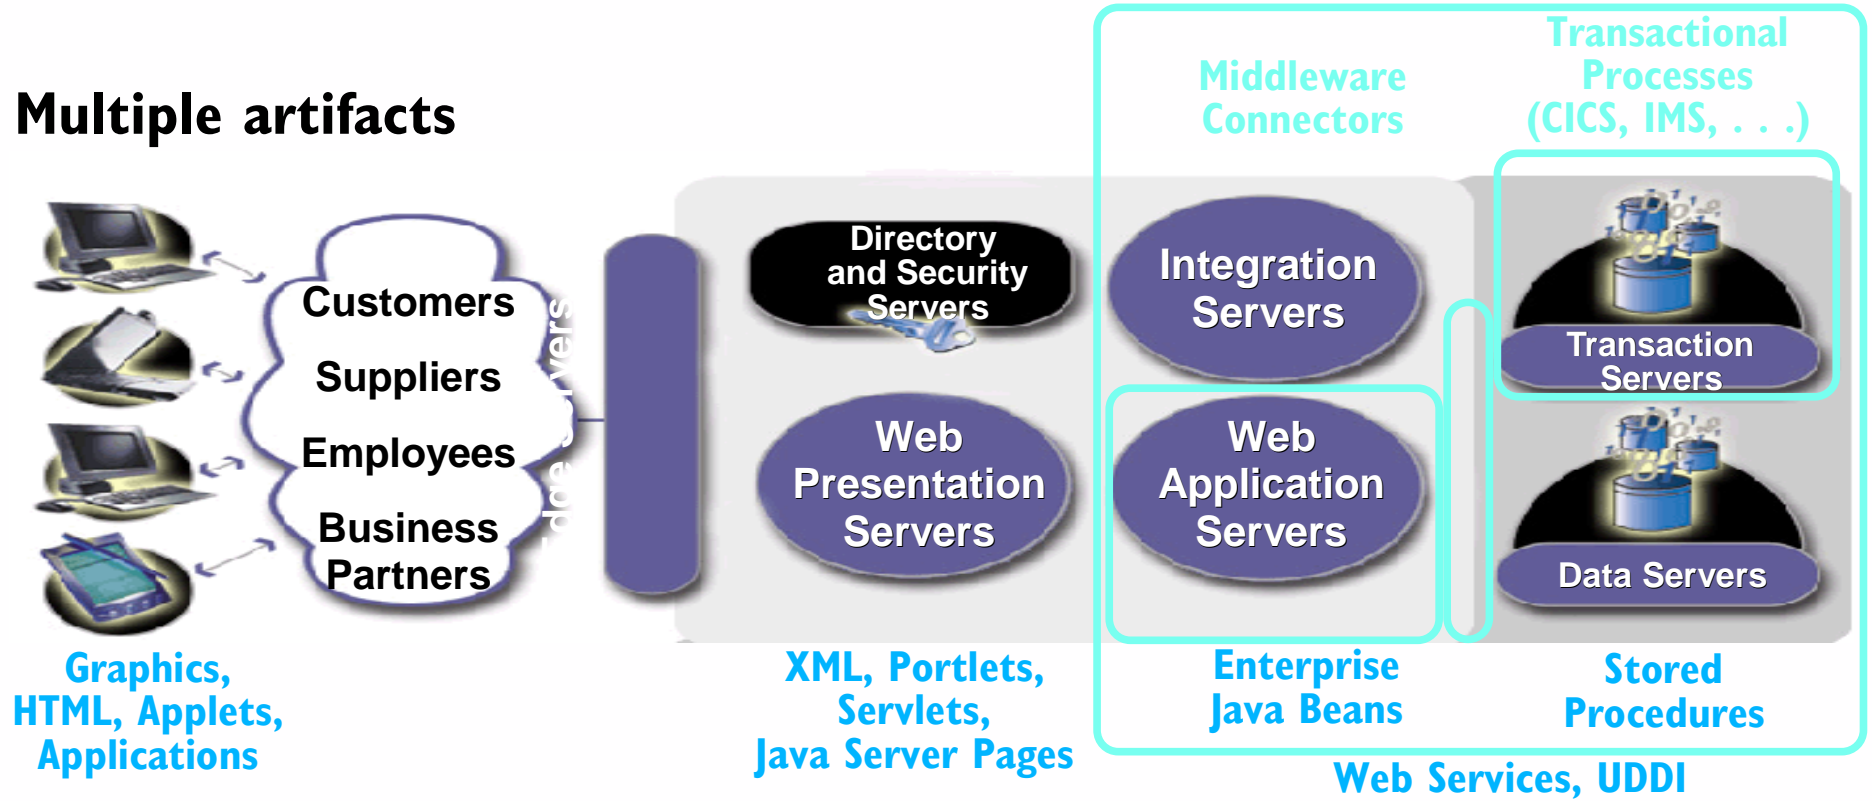 Multiple artifacts
Middleware
Connectors
Transactional
Processes
(CICS, IMS, . . .)
Customers
Suppliers
Employees
Business
Partners
Edge Servers
Directory
and Security
Servers
Integration
Servers
Transaction
Servers
Web
Presentation
Servers
Web
Application
Servers
Data Servers
Graphics,
HTML, Applets,
Applications
XML, Portlets,
Servlets,
Java Server Pages
Enterprise
Java Beans
Stored
Procedures
Web Services, UDDI